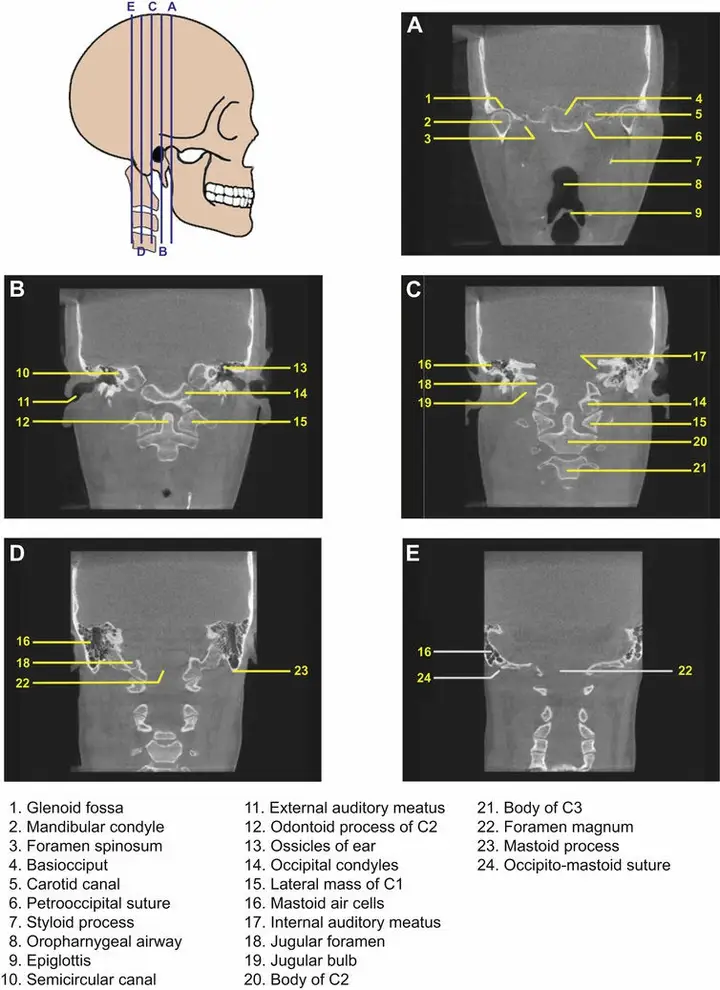 E C A
D B
A
1
2
3
4
5
6
7
8
9
B
10
11
12
13
14
15
C
16
18
19
17
14
15
20
21
D
16
18
22
23
E
16
24
22
1. Glenoid fossa
2. Mandibular condyle
3. Foramen spinosum
4. Basiocciput
5. Carotid canal
6. Petrooccipital suture
7. Styloid process
8. Oropharnygeal airway
9. Epiglottis
10. Semicircular canal
11. External auditory meatus
12. Odontoid process of C2
13. Ossicles of ear
14. Occipital condyles
15. Lateral mass of C1
16. Mastoid air cells
17. Internal auditory meatus
18. Jugular foramen
19. Jugular bulb
20. Body of C2
21. Body of C3
22. Foramen magnum
23. Mastoid process
24. Occipito-mastoid suture